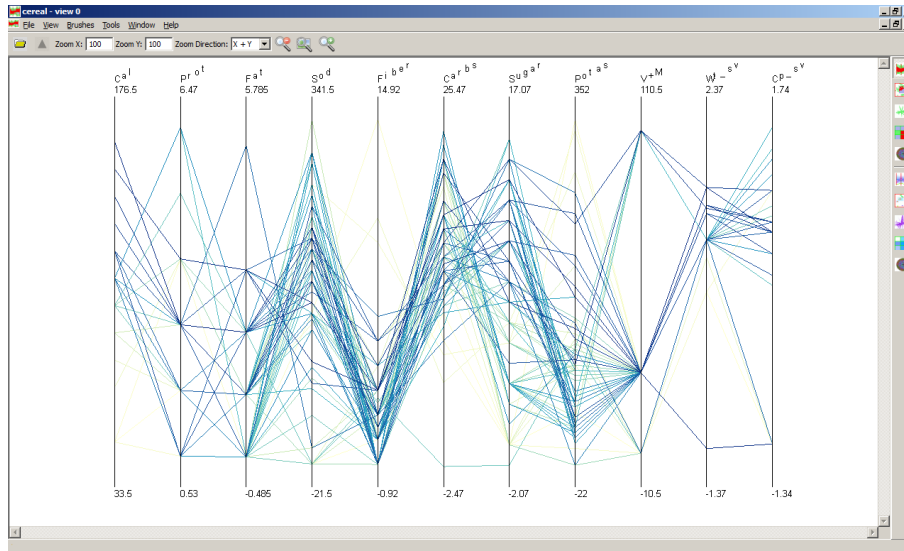 cereal - view 0
File View Brushes Tools Window Help
Zoom X: 100 Zoom Y: 100 Zoom Direction: X + Y
Cal Prot Fat Sod Fiber Carbs Sugar Potas V+M Wt-sv Cp-sv
176.5 6.47 5.785 341.5 14.92 25.47 17.07 352 110.5 2.37 1.74
33.5 0.53 -0.485 -21.5 -0.92 -2.47 -2.07 -22 -10.5 -1.37 -1.34